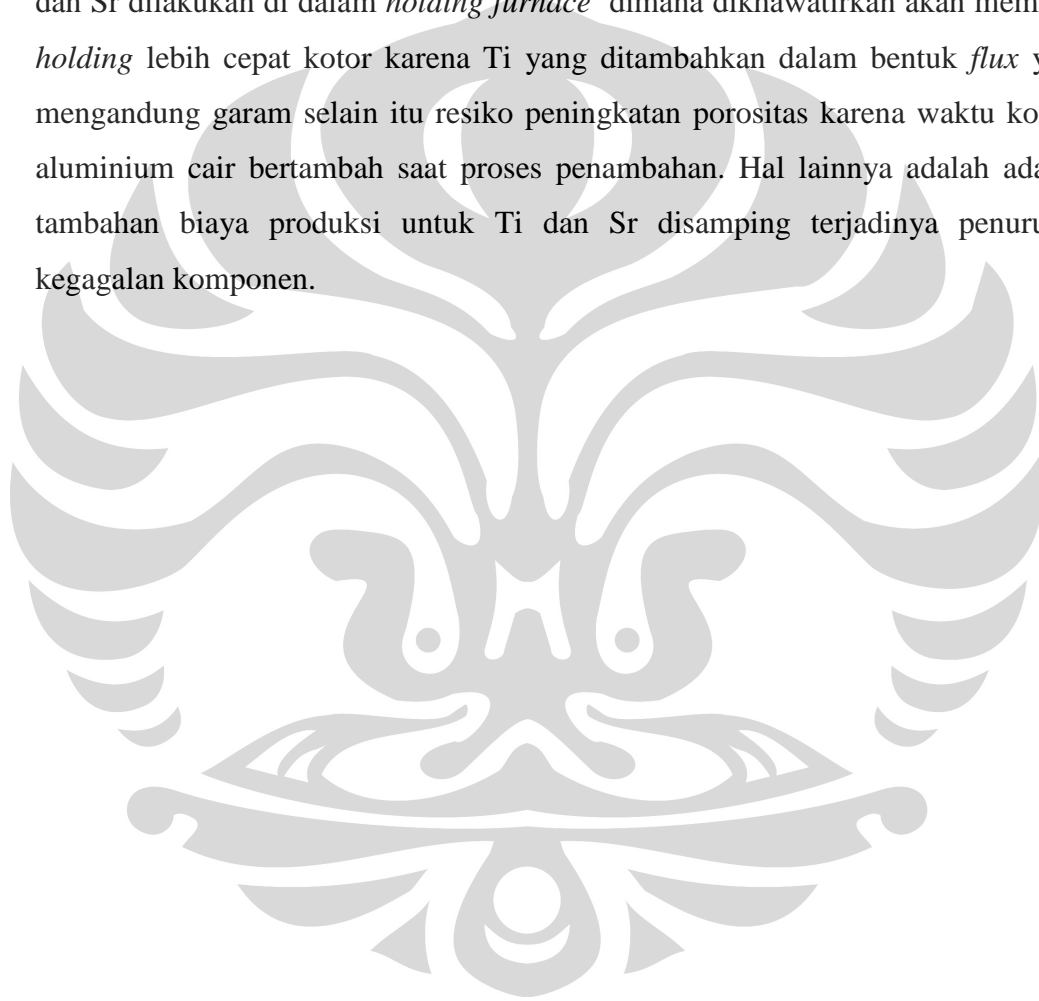 dan Sr dilakukan di dalam holding furnace dimana dikhawatirkan akan mem
holding lebih cepat kotor karena Ti yang ditambahkan dalam bentuk flux y
mengandung garam selain itu resiko peningkatan porositas karena waktu ko
aluminium cair bertambah saat proses penambahan. Hal lainnya adalah ada
tambahan biaya produksi untuk Ti dan Sr disamping terjadinya penuru
kegagalan komponen.